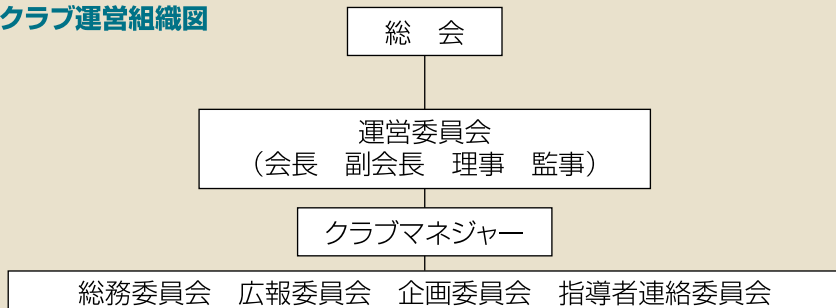 クラブ運営組織図
総　会
運営委員会
（会長　副会長　理事　監事）
クラブマネジャー
総務委員会　広報委員会　企画委員会　指導者連絡委員会